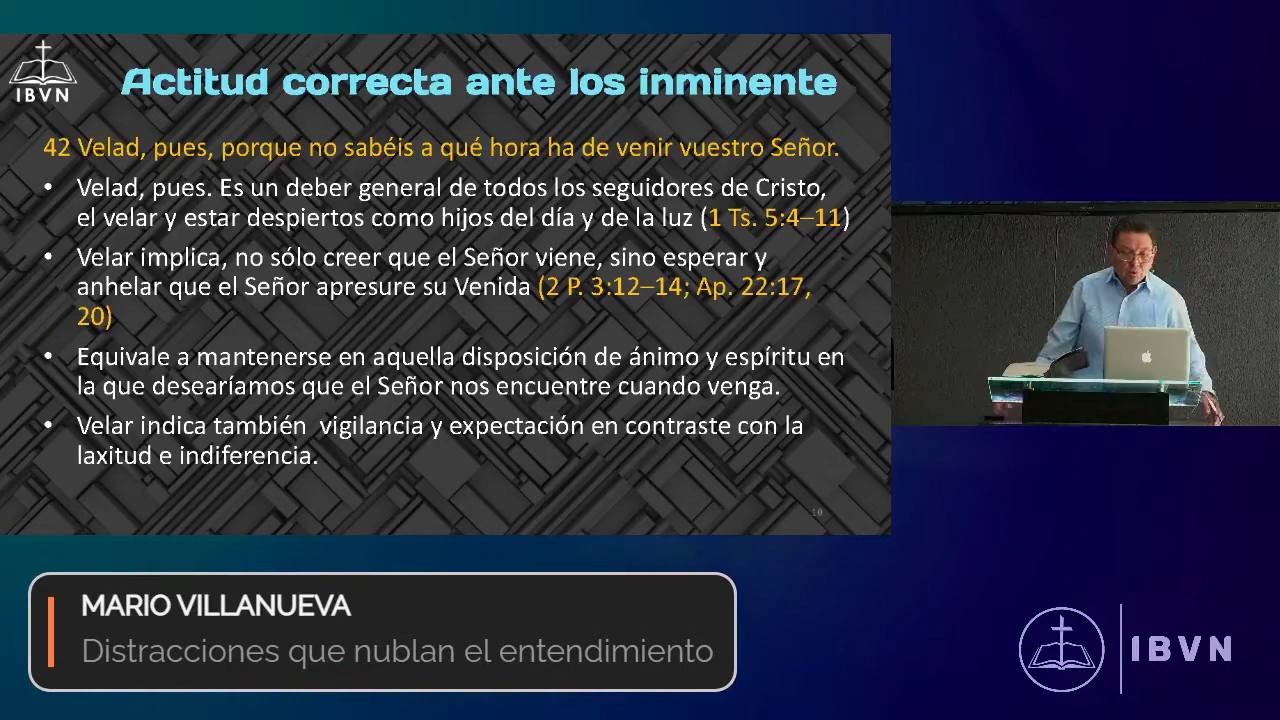 IBVN
Actitud correcta ante los inminente
42 Velad, pues, porque no sabéis a qué hora ha de venir vuestro Señor.
• Velad, pues. Es un deber general de todos los seguidores de Cristo,
el velar y estar despiertos como hijos del día y de la luz (1 Ts. 5:4–11)
• Velar implica, no sólo creer que el Señor viene, sino esperar y
anhelar que el Señor apresure su Venida (2 P. 3:12–14; Ap. 22:17,
20)
• Equivale a mantenerse en aquella disposición de ánimo y espíritu en
la que desearíamos que el Señor nos encuentre cuando venga.
• Velar indica también vigilancia y expectación en contraste con la
laxitud e indiferencia.
10
MARIO VILLANUEVA
Distracciones que nublan el entendimiento
IBVN